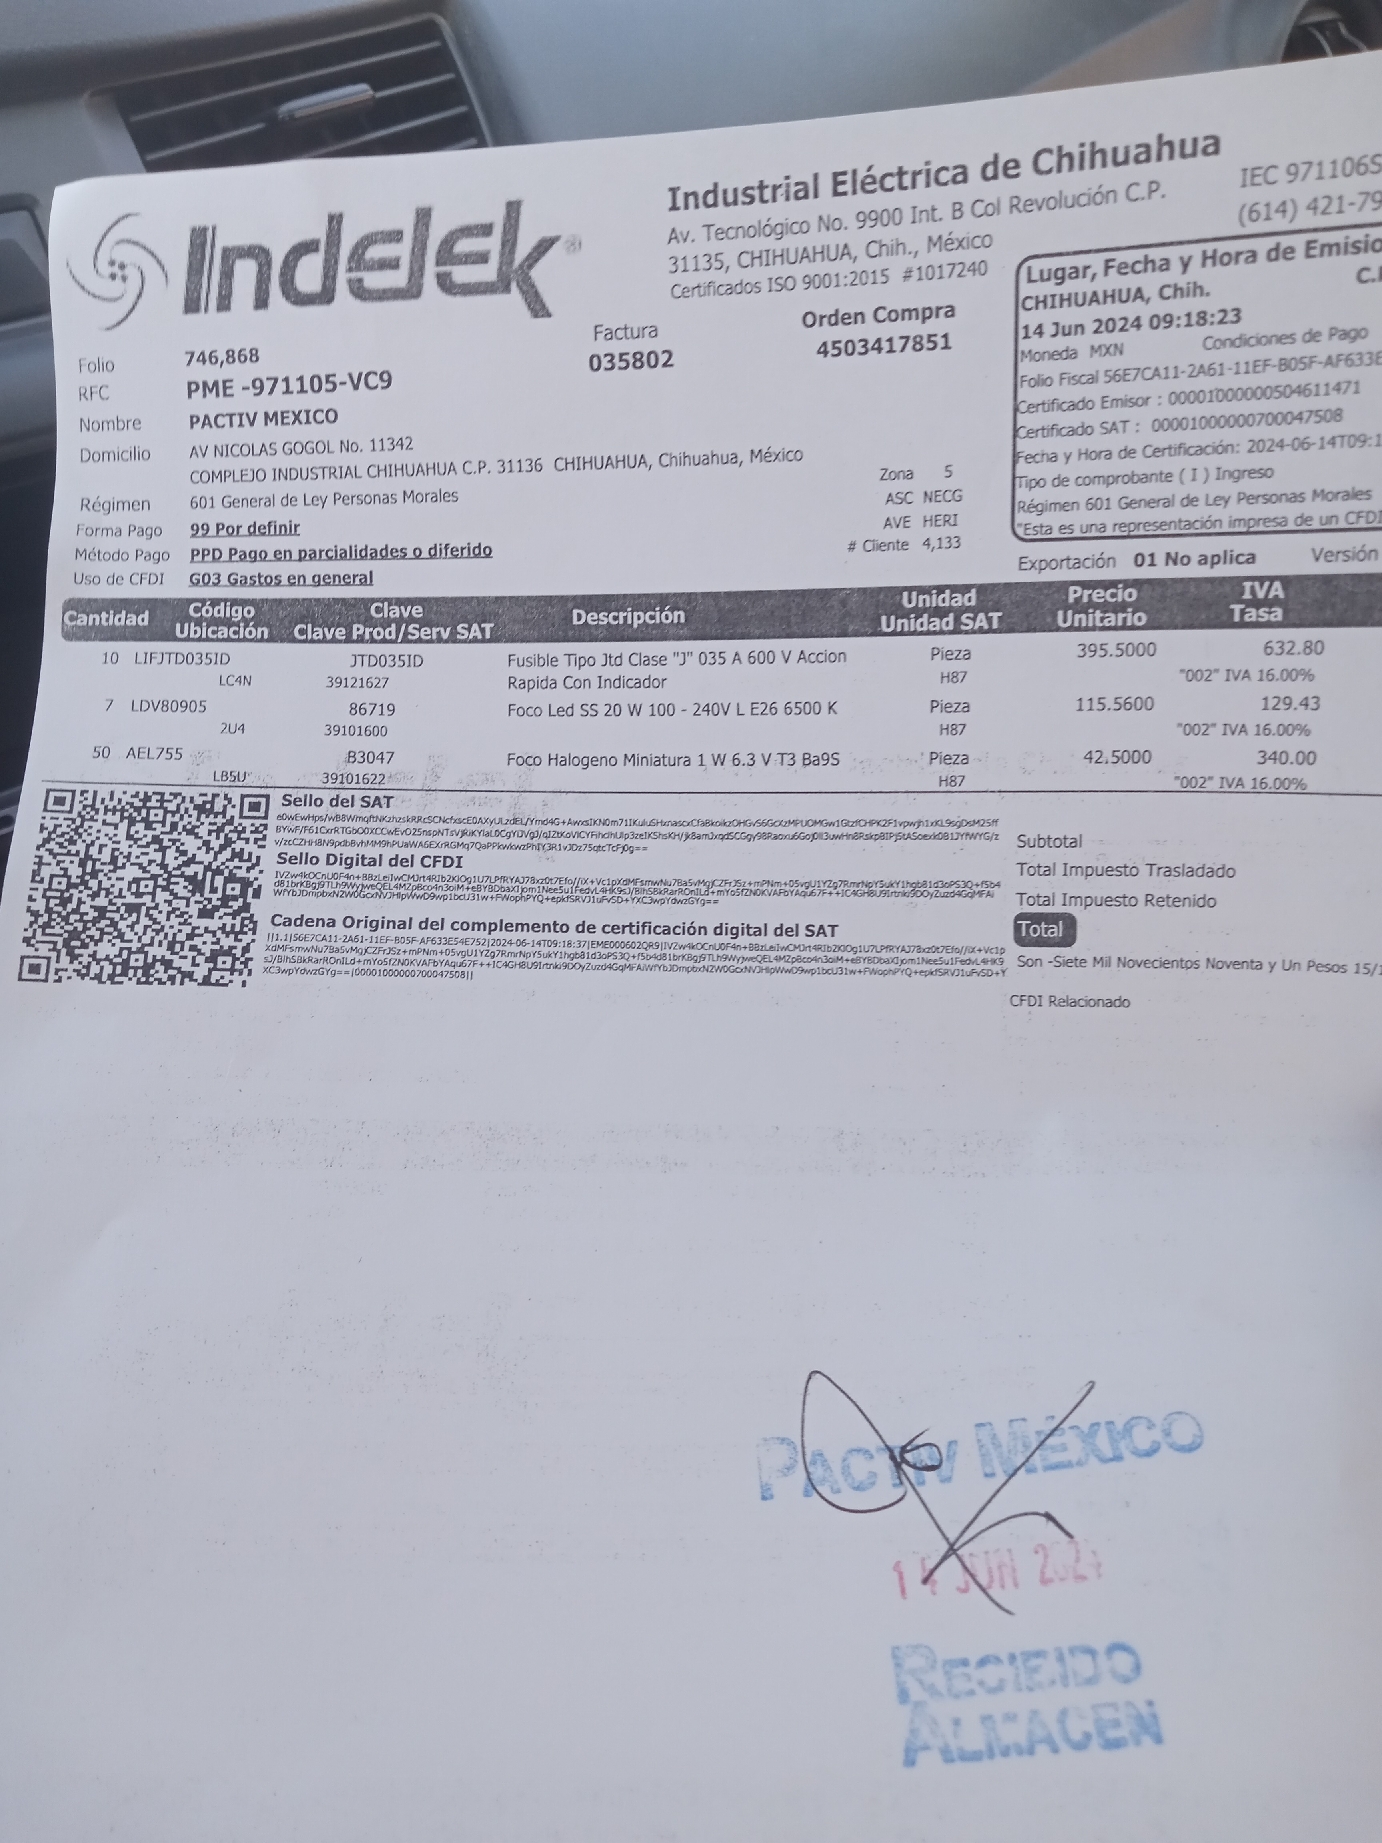 Indelek®
Industrial Eléctrica de Chihuahua
Av. Tecnológico No. 9900 Int. B Col Revolución C.P.
31135, CHIHUAHUA, Chih., México
Certificados ISO 9001:2015 #1017240
IEC 971106S
(614) 421-79
Lugar, Fecha y Hora de Emisio
C.
CHIHUAHUA, Chih.
14 Jun 2024 09:18:23
Moneda MXN Condiciones de Pago
Folio Fiscal 56E7CA11-2A61-11EF-B05F-AF633E
Certificado Emisor : 00001000000504611471
Certificado SAT : 00001000000700047508
Fecha y Hora de Certificación: 2024-06-14T09:1
Tipo de comprobante ( I ) Ingreso
Régimen 601 General de Ley Personas Morales
"Esta es una representación impresa de un CFDI
Factura
035802
Orden Compra
4503417851
Folio 746,868
RFC PME -971105-VC9
Nombre PACTIV MEXICO
Domicilio AV NICOLAS GOGOL No. 11342
COMPLEJO INDUSTRIAL CHIHUAHUA C.P. 31136 CHIHUAHUA, Chihuahua, México
Régimen 601 General de Ley Personas Morales
Forma Pago 99 Por definir
Método Pago PPD Pago en parcialidades o diferido
Uso de CFDI G03 Gastos en general
Zona 5
ASC NECG
AVE HERI
# Cliente 4,133
Exportación 01 No aplica Versión
Cantidad Código Clave Descripción Unidad Precio IVA
Ubicación Clave Prod/Serv SAT Unidad SAT Unitario Tasa
10 LIFJTD035ID JTD035ID Fusible Tipo Jtd Clase "J" 035 A 600 V Accion Pieza 395.5000 632.80
LC4N 39121627 Rapida Con Indicador H87 "002" IVA 16.00%
7 LDV80905 86719 Foco Led SS 20 W 100 - 240V L E26 6500 K Pieza 115.5600 129.43
2U4 39101600 H87 "002" IVA 16.00%
50 AEL755 B3047 Foco Halogeno Miniatura 1 W 6.3 V T3 Ba9S Pieza 42.5000 340.00
LB5U 39101622 H87 "002" IVA 16.00%
Sello del SAT
Sello Digital del CFDI
Cadena Original del complemento de certificación digital del SAT
Subtotal
Total Impuesto Trasladado
Total Impuesto Retenido
Total
Son -Siete Mil Novecientos Noventa y Un Pesos 15/1
CFDI Relacionado
PACTIV MÉXICO
14 JUN 2024
RECIBIDO
ALMACEN